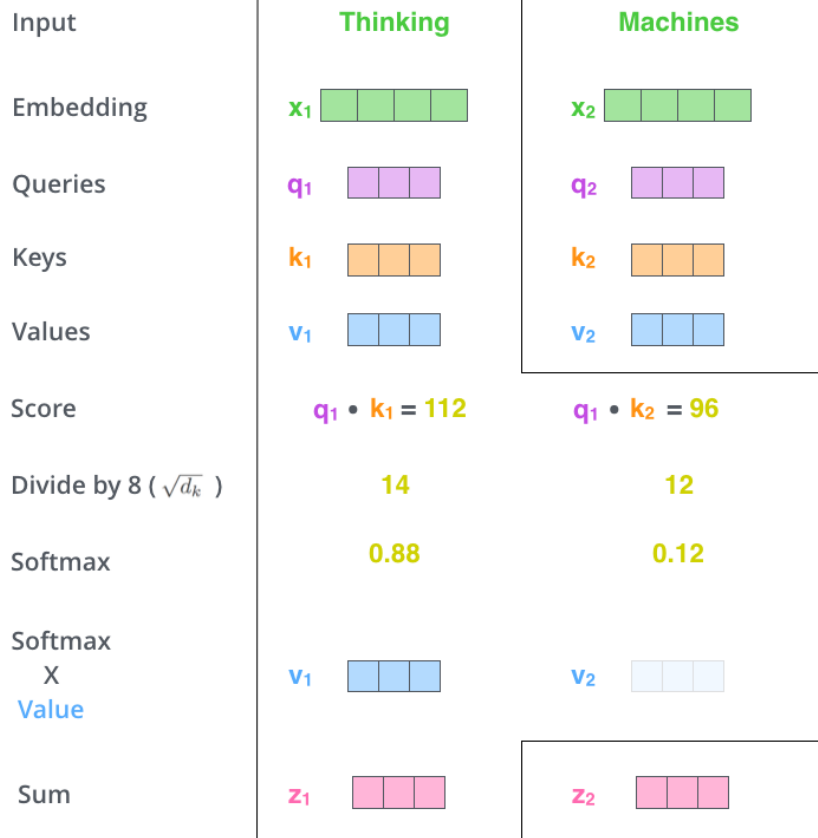 Input Thinking Machines
Embedding x₁ x₂
Queries q₁ q₂
Keys k₁ k₂
Values v₁ v₂
Score q₁ • k₁ = 112 q₁ • k₂ = 96
Divide by 8 ( √dₖ ) 14 12
Softmax 0.88 0.12
Softmax
X v₁ v₂
Value
Sum z₁ z₂